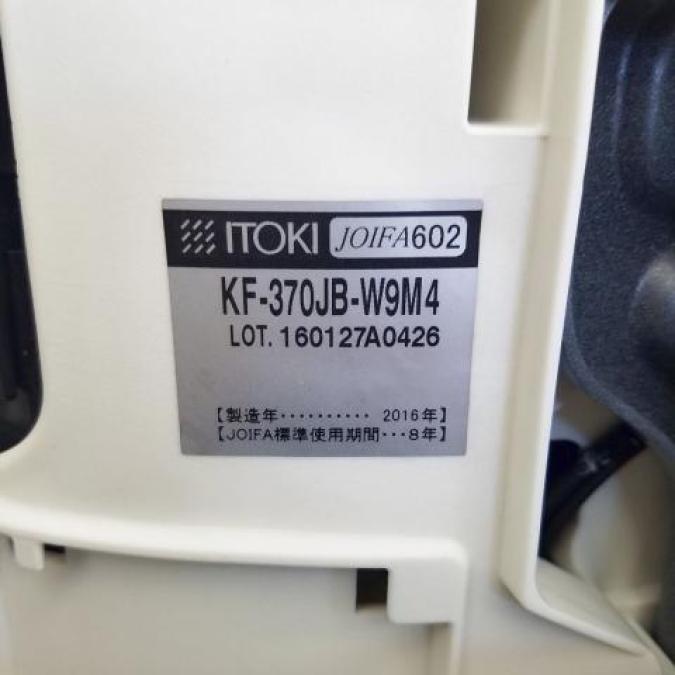 ITOKI JOIFA602
KF-370JB-W9M4
LOT. 160127A0426
【製造年・・・・・・・・・・ 2016年】
【JOIFA標準使用期間・・・8年】